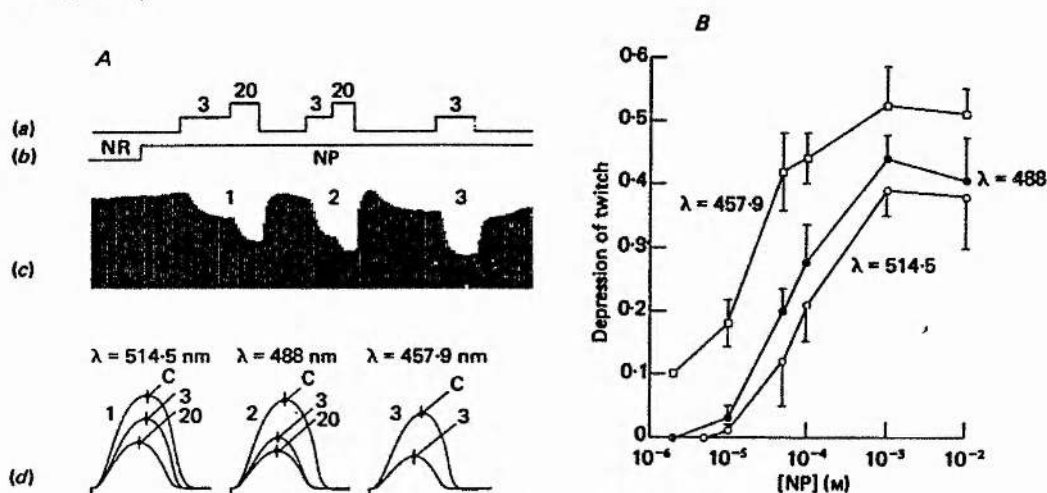 A
3 20 3 20 3
(a)
(b) NR NP
1 2 3
(c)
λ = 514·5 nm λ = 488 nm λ = 457·9 nm
C C C
1 3 2 3 3 3
20 20
(d)
B
0·6
0·5
0·4
0·3
0·2
0·1
0
Depression of twitch
λ = 457·9
λ = 488
λ = 514·5
10⁻⁶ 10⁻⁵ 10⁻⁴ 10⁻³ 10⁻²
[NP] (M)